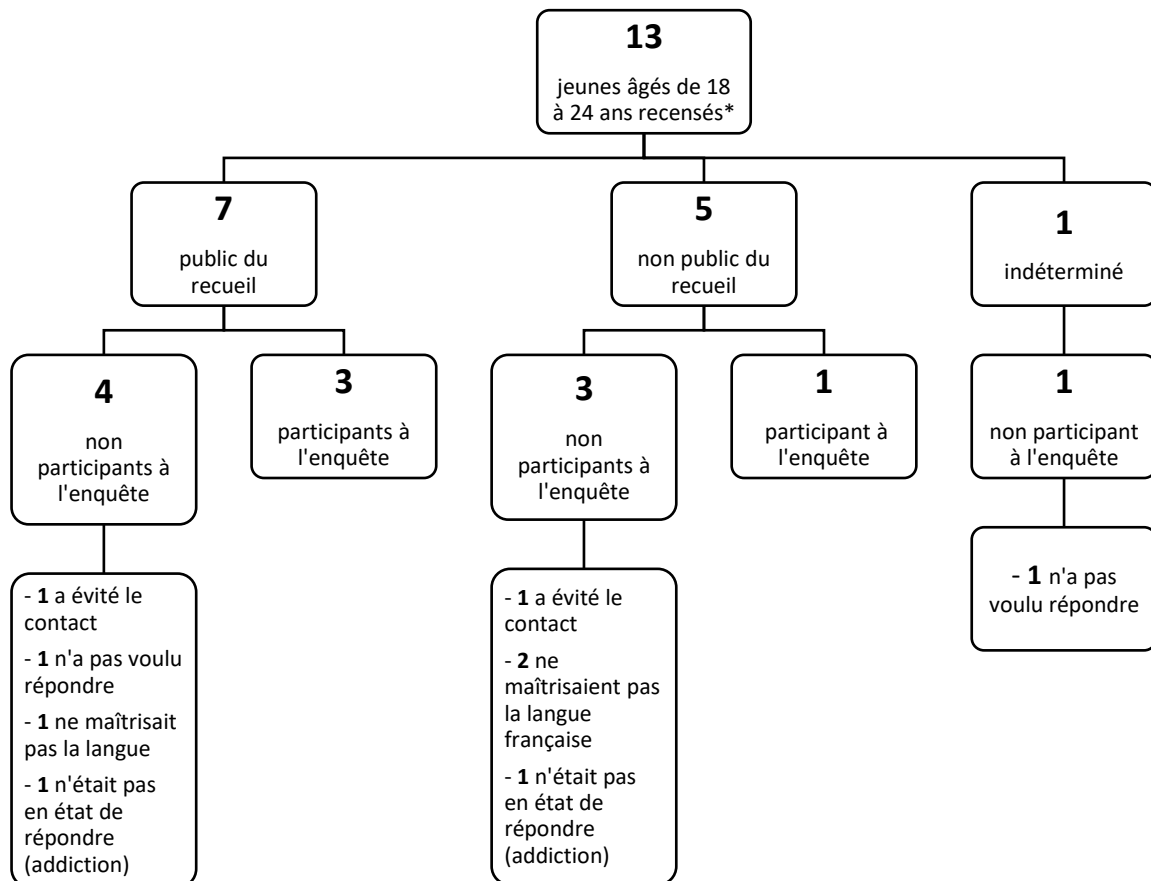 13
jeunes âgés de 18
à 24 ans recensés*
7
public du
recueil
5
non public du
recueil
1
indéterminé
4
non
participants à
l'enquête
3
participants à
l'enquête
3
non
participants à
l'enquête
1
participant à
l'enquête
1
non participant
à l'enquête
- 1 a évité le
contact
- 1 n'a pas voulu
répondre
- 1 ne maîtrisait
pas la langue
- 1 n'était pas
en état de
répondre
(addiction)
- 1 a évité le
contact
- 2 ne
maîtrisaient pas
la langue
française
- 1 n'était pas
en état de
répondre
(addiction)
- 1 n'a pas
voulu répondre